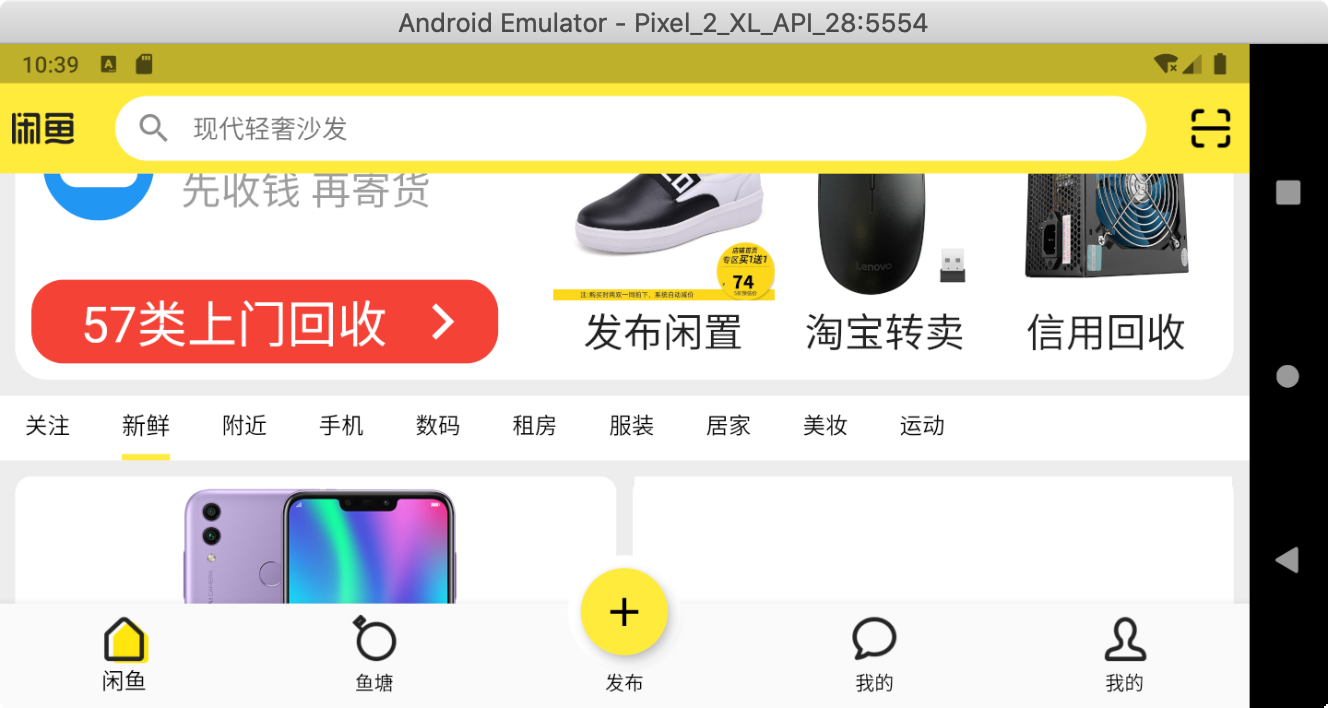 Android Emulator - Pixel_2_XL_API_28:5554
10:39
闲鱼
现代轻奢沙发
先收钱 再寄货
57类上门回收
店铺首页
专区买1送1
74
注:购买时两双一同拍下、系统自动减价
Lenovo
发布闲置
淘宝转卖
信用回收
关注 新鲜 附近 手机 数码 租房 服装 居家 美妆 运动
闲鱼 鱼塘 发布 我的 我的